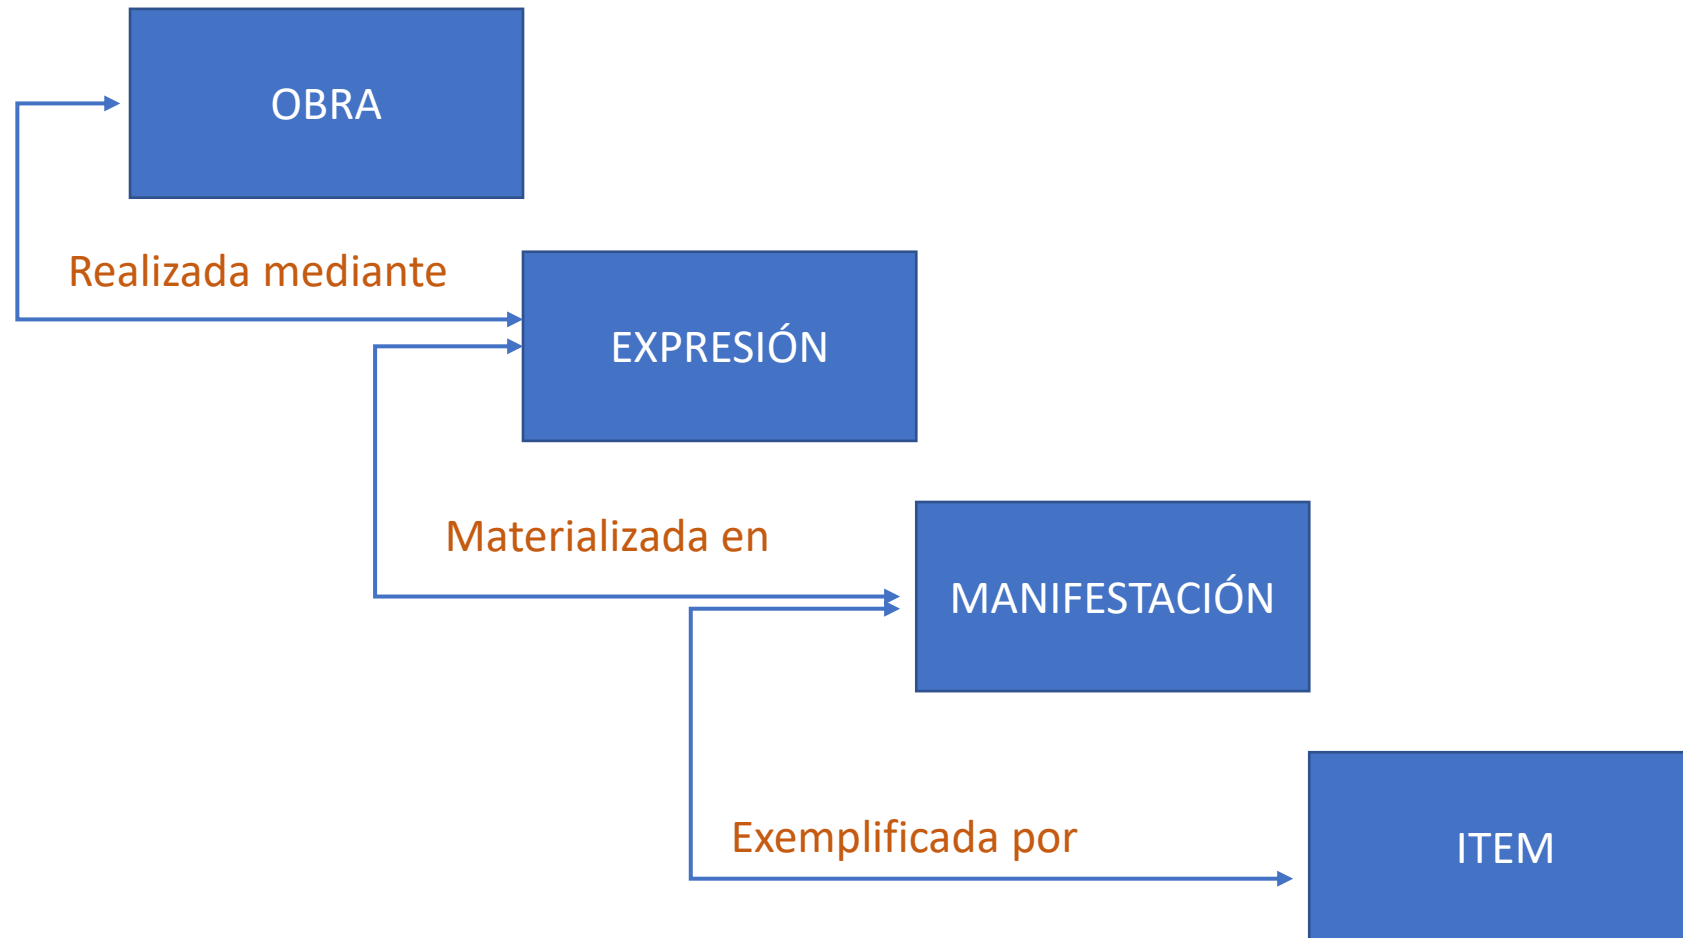 OBRA
Realizada mediante
EXPRESIÓN
Materializada en
MANIFESTACIÓN
Exemplificada por
ITEM